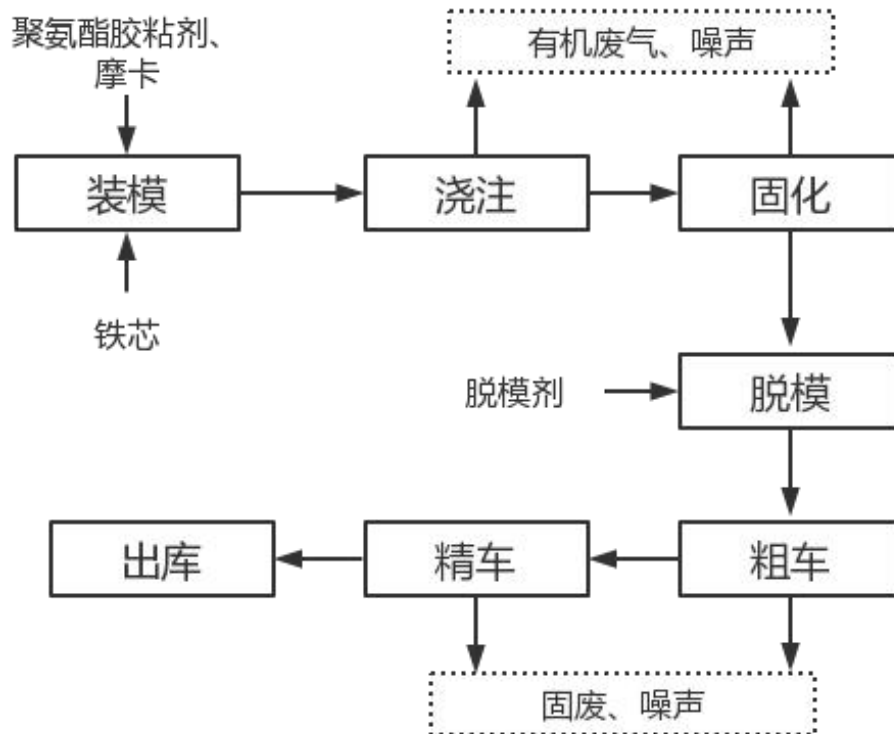 聚氨酯胶粘剂、
摩卡
有机废气、噪声
装模
浇注
固化
铁芯
脱模剂
脱模
出库
精车
粗车
固废、噪声